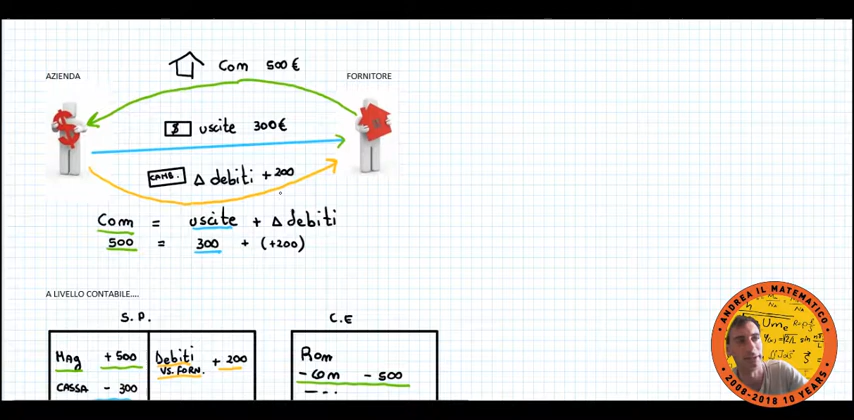 Com 500€
AZIENDA
FORNITORE
$ uscite 300€
CAMB. Δ debiti +200
Com = uscite + Δ debiti
500 = 300 + (+200)
A LIVELLO CONTABILE....
S.P.
C.E
MAG +500
Debiti VS. FORN. + 200
CASSA - 300
Rom
- com - 500
ANDREA IL MATEMATICO
2008-2018 10 YEARS